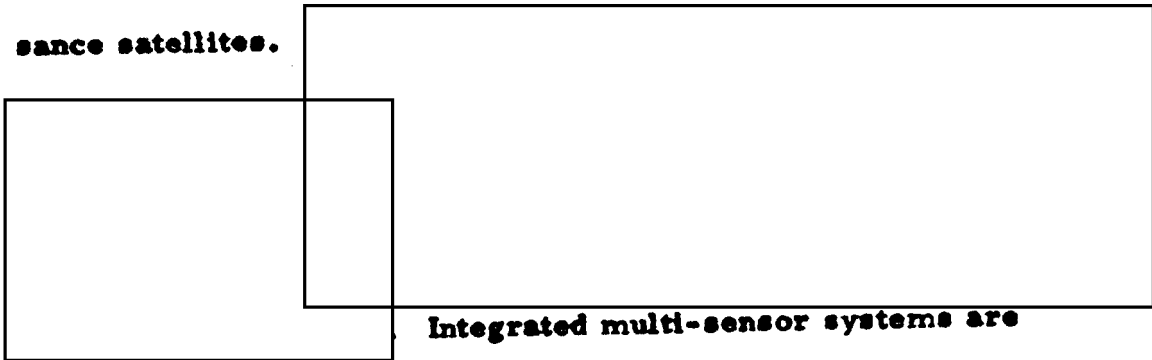 sance satellites.
. Integrated multi-sensor systems are